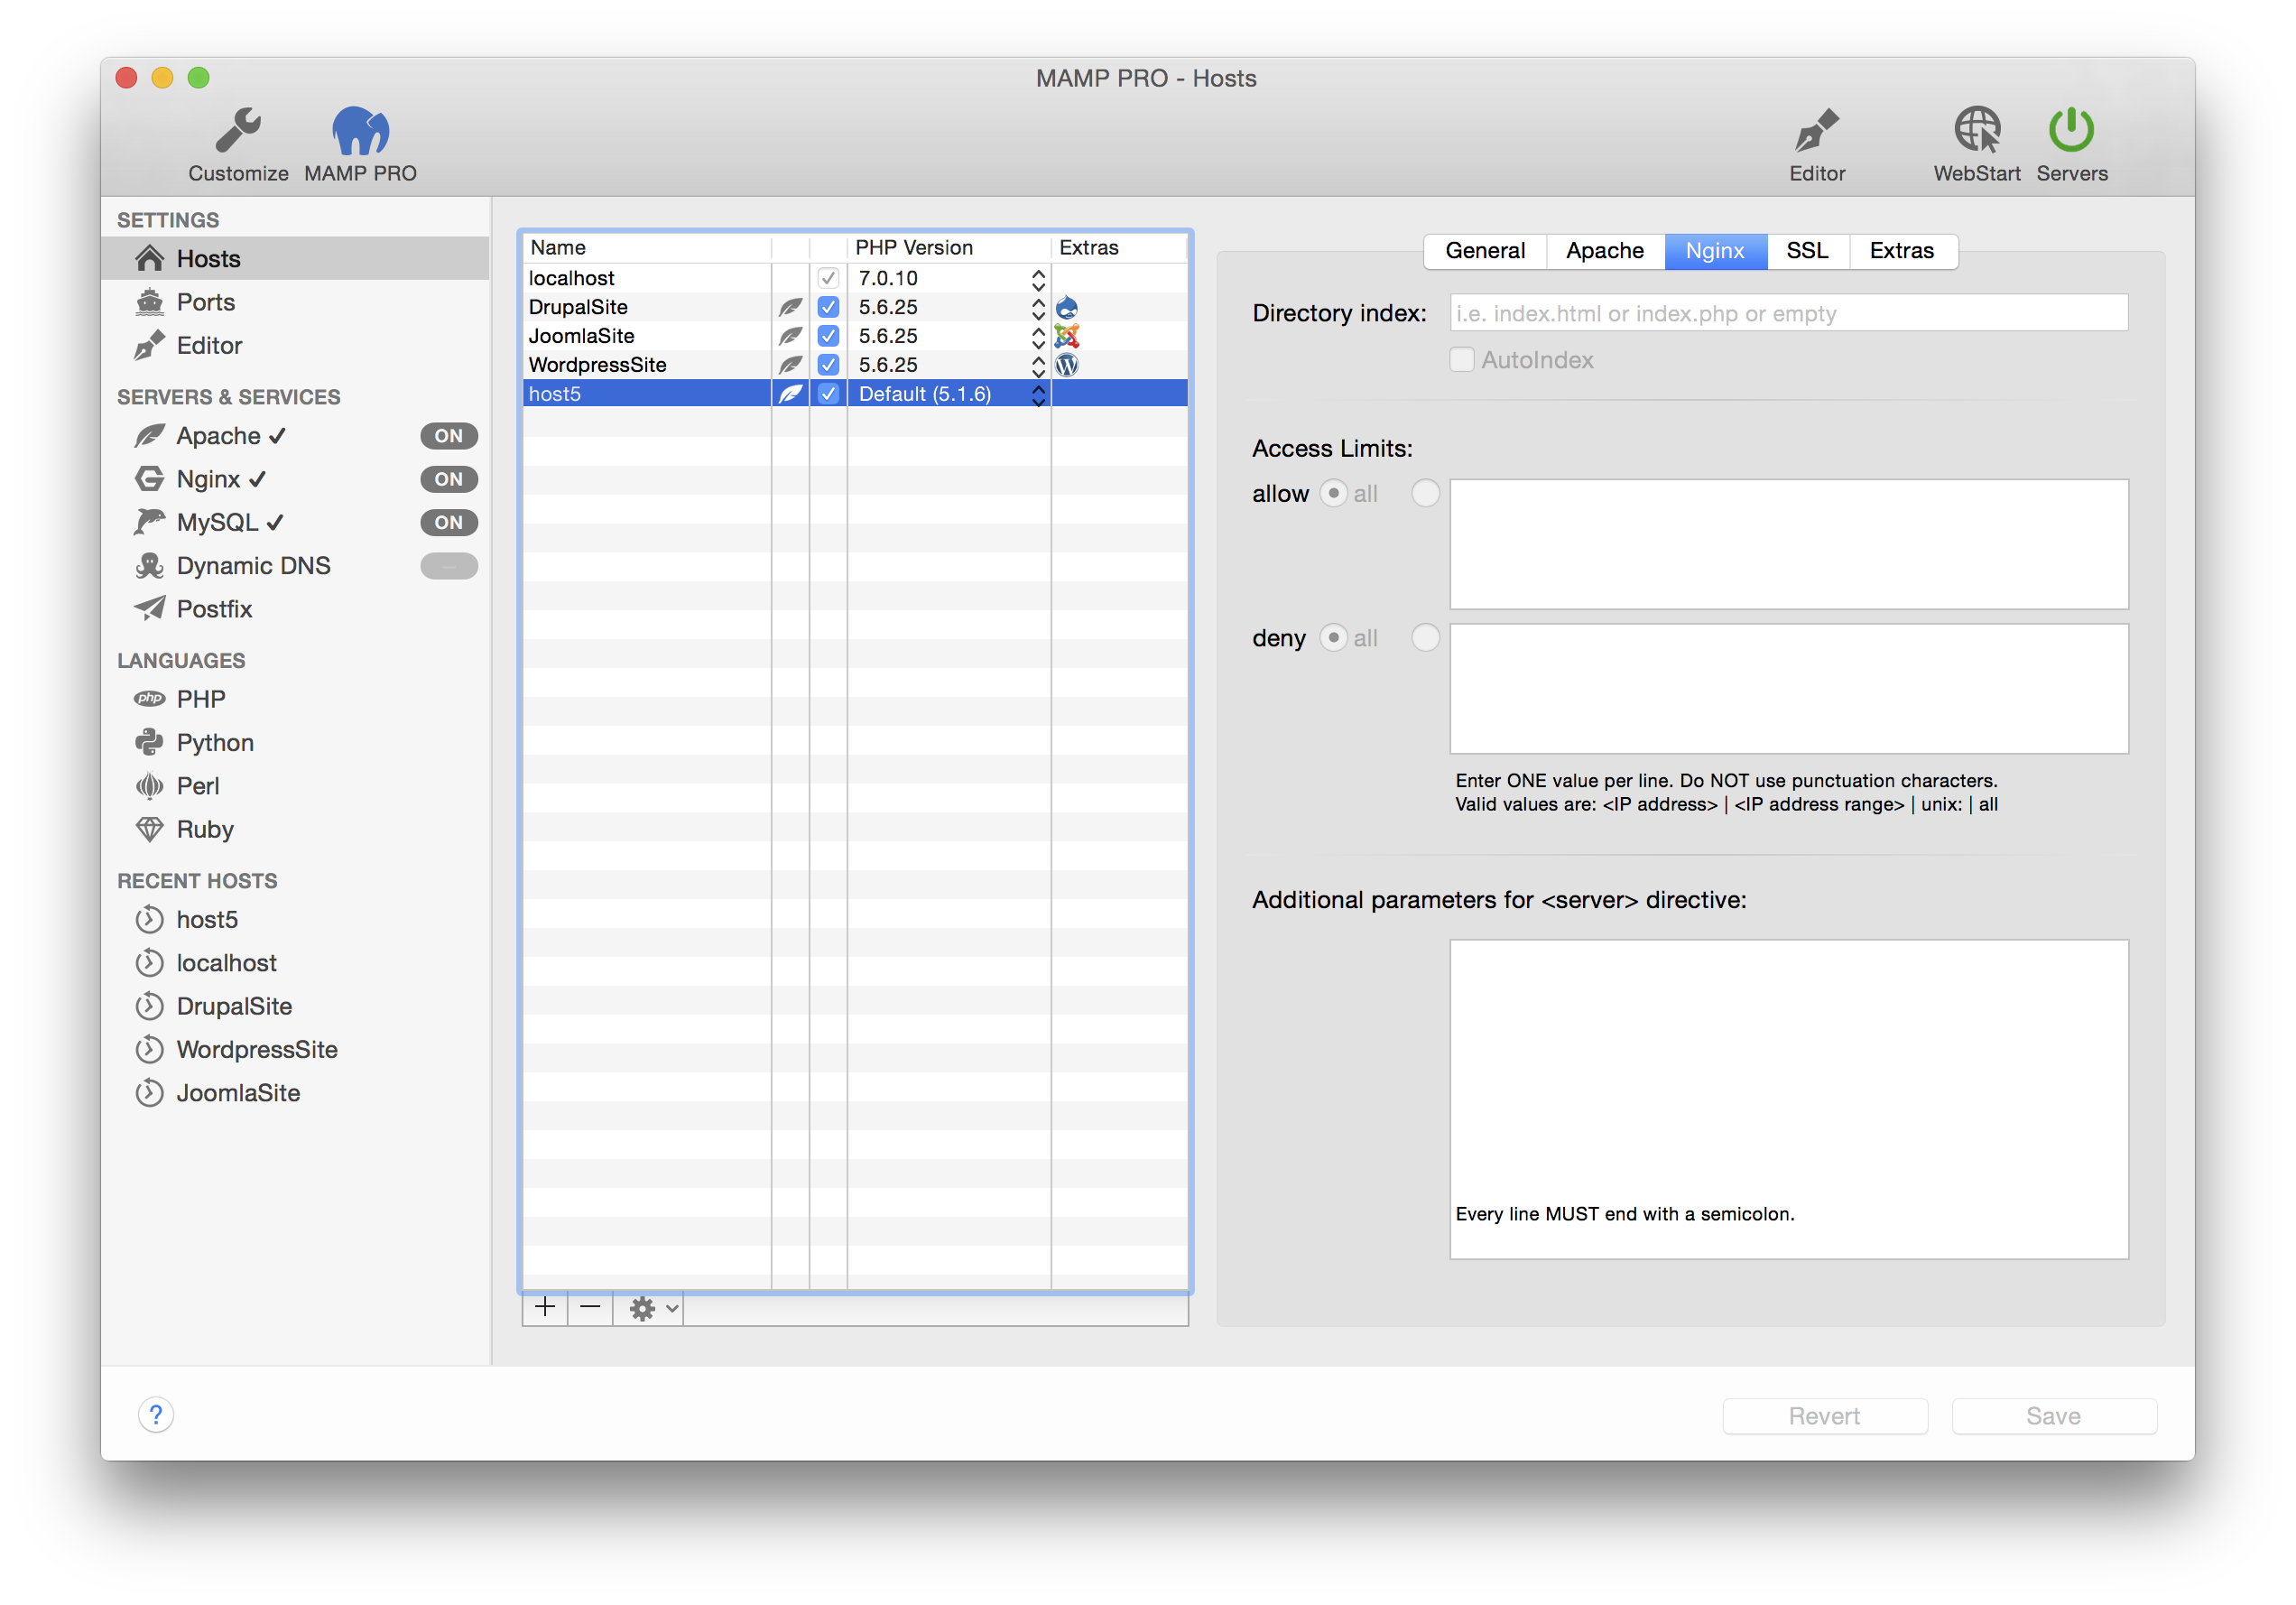 MAMP PRO - Hosts
Customize
MAMP PRO
Editor
WebStart
Servers
SETTINGS
Hosts
Ports
Editor
SERVERS & SERVICES
Apache ✓ ON
Nginx ✓ ON
MySQL ✓ ON
Dynamic DNS
Postfix
LANGUAGES
php PHP
Python
Perl
Ruby
RECENT HOSTS
host5
localhost
DrupalSite
WordpressSite
JoomlaSite
Name PHP Version Extras
localhost 7.0.10
DrupalSite 5.6.25
JoomlaSite 5.6.25
WordpressSite 5.6.25
host5 Default (5.1.6)
General Apache Nginx SSL Extras
Directory index: i.e. index.html or index.php or empty
AutoIndex
Access Limits:
allow all
deny all
Enter ONE value per line. Do NOT use punctuation characters.
Valid values are: <IP address> | <IP address range> | unix: | all
Additional parameters for <server> directive:
Every line MUST end with a semicolon.
?
Revert
Save